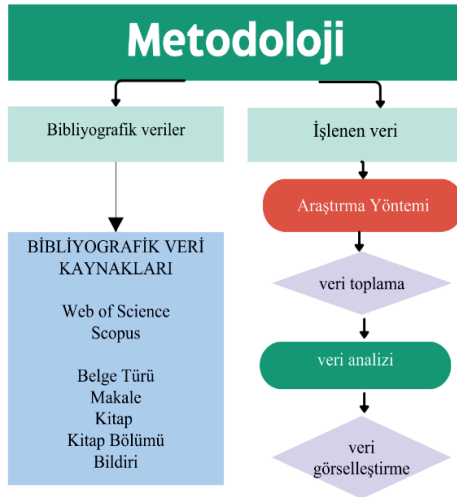 Metodoloji
Bibliyografik veriler
BİBLİYOGRAFİK VERİ
KAYNAKLARI
Web of Science
Scopus
Belge Türü
Makale
Kitap
Kitap Bölümü
Bildiri
İşlenen veri
Araştırma Yöntemi
veri toplama
veri analizi
veri
görselleştirme